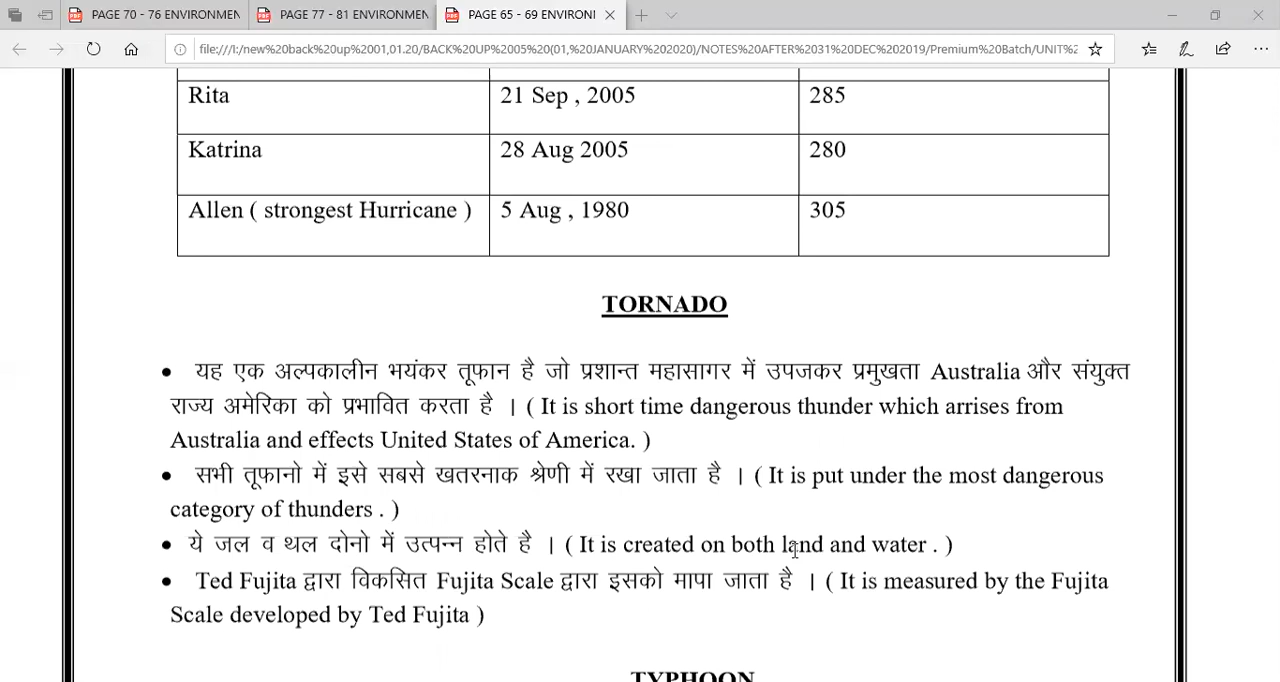 PAGE 70 - 76 ENVIRONMEN
PAGE 77 - 81 ENVIRONMEN
PAGE 65 - 69 ENVIRONI
file:///I:/new%20back%20up%2001,01.20/BACK%20UP%2005%20(01,%20JANUARY%202020)/NOTES%20AFTER%2031%20DEC%202019/Premium%20Batch/UNIT%2
Rita 21 Sep , 2005 285
Katrina 28 Aug 2005 280
Allen ( strongest Hurricane ) 5 Aug , 1980 305
TORNADO
• यह एक अल्पकालीन भयंकर तूफान है जो प्रशान्त महासागर में उपजकर प्रमुखता Australia और संयुक्त
राज्य अमेरिका को प्रभावित करता है । ( It is short time dangerous thunder which arrises from
Australia and effects United States of America. )
• सभी तूफानो में इसे सबसे खतरनाक श्रेणी में रखा जाता है । ( It is put under the most dangerous
category of thunders . )
• ये जल व थल दोनो में उत्पन्न होते है । ( It is created on both land and water . )
• Ted Fujita द्वारा विकसित Fujita Scale द्वारा इसको मापा जाता है । ( It is measured by the Fujita
Scale developed by Ted Fujita )
TYPHOON